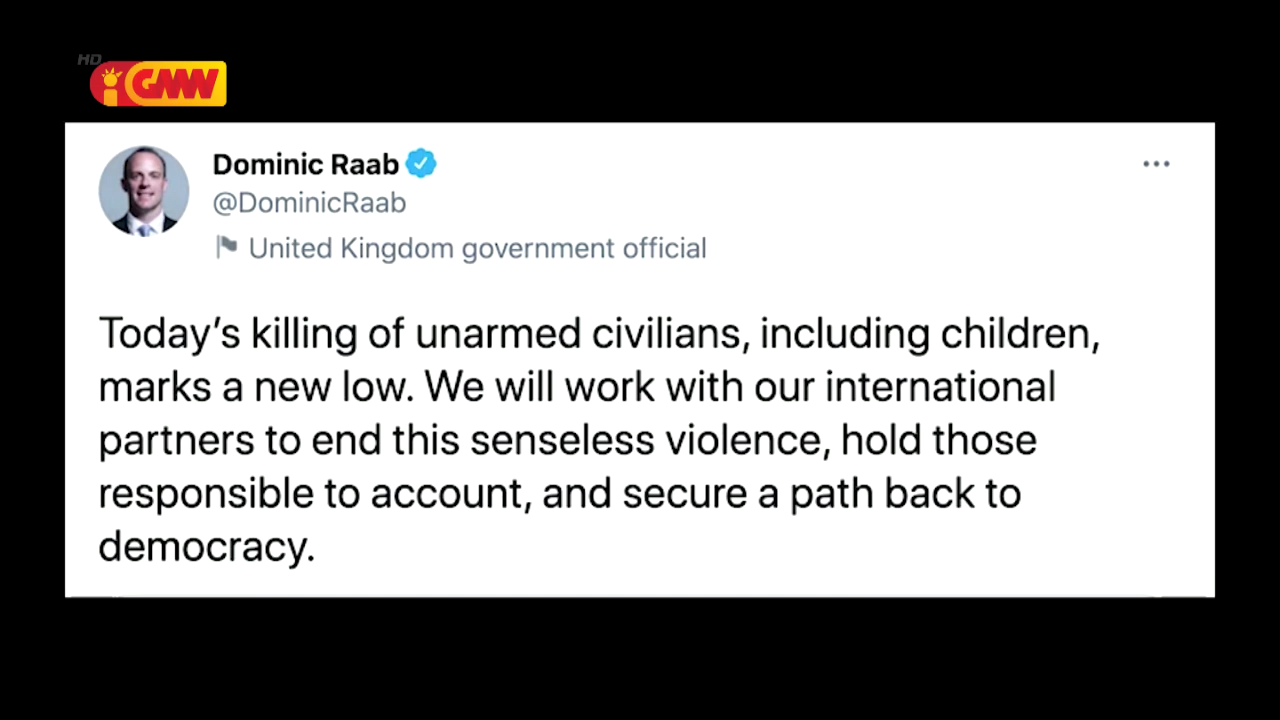 HD
iGMW
Dominic Raab
@DominicRaab
United Kingdom government official
Today’s killing of unarmed civilians, including children,
marks a new low. We will work with our international
partners to end this senseless violence, hold those
responsible to account, and secure a path back to
democracy.